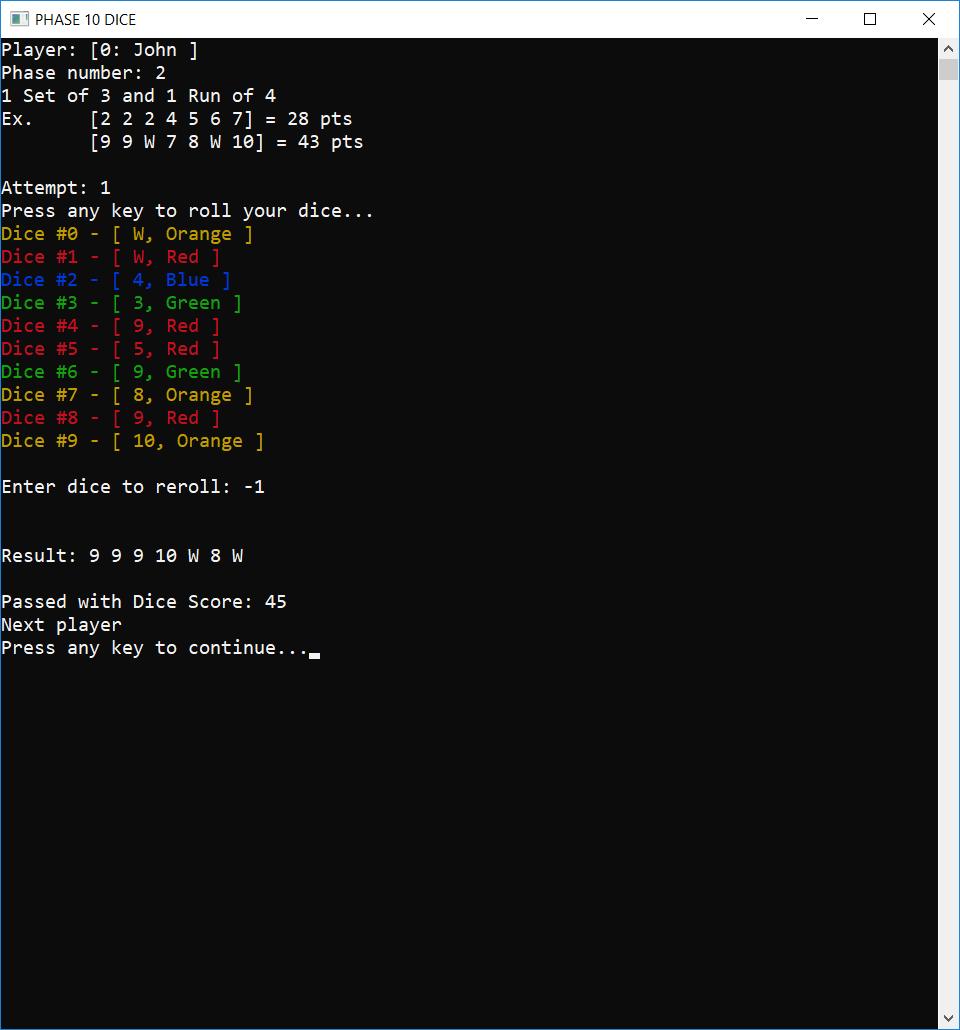 PHASE 10 DICE
Player: [0: John ]
Phase number: 2
1 Set of 3 and 1 Run of 4
Ex.     [2 2 2 4 5 6 7] = 28 pts
        [9 9 W 7 8 W 10] = 43 pts
Attempt: 1
Press any key to roll your dice...
Dice #0 - [ W, Orange ]
Dice #1 - [ W, Red ]
Dice #2 - [ 4, Blue ]
Dice #3 - [ 3, Green ]
Dice #4 - [ 9, Red ]
Dice #5 - [ 5, Red ]
Dice #6 - [ 9, Green ]
Dice #7 - [ 8, Orange ]
Dice #8 - [ 9, Red ]
Dice #9 - [ 10, Orange ]
Enter dice to reroll: -1
Result: 9 9 9 10 W 8 W
Passed with Dice Score: 45
Next player
Press any key to continue...